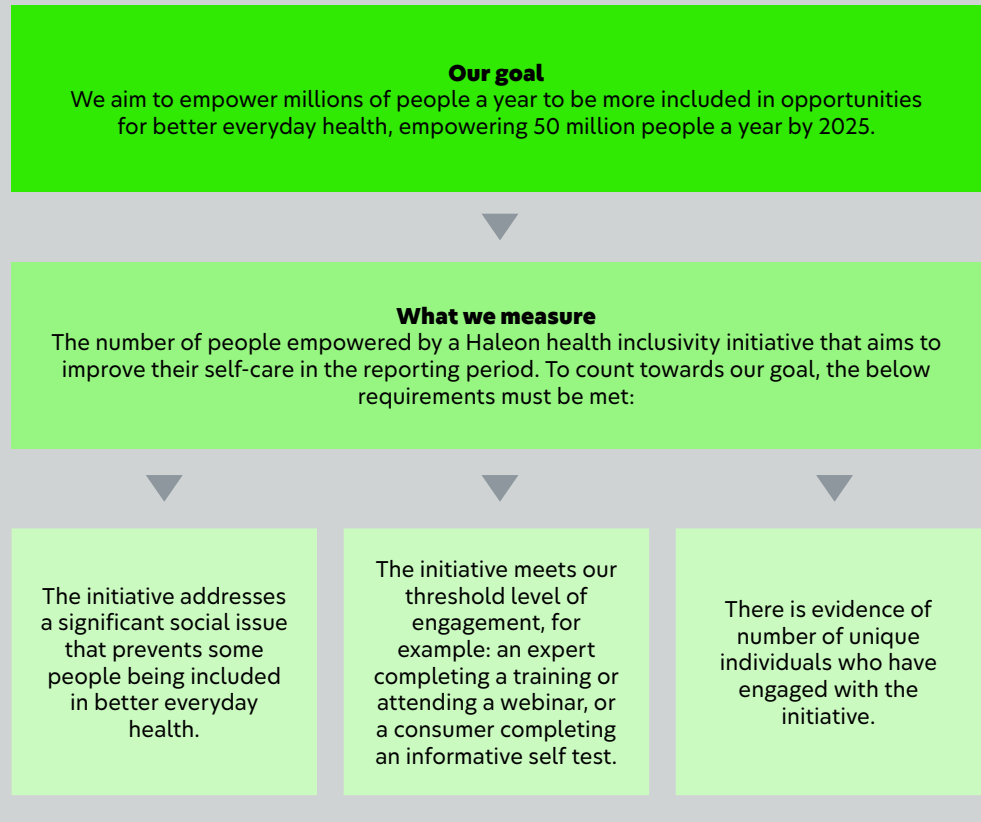 Our goal
We aim to empower millions of people a year to be more included in opportunities
for better everyday health, empowering 50 million people a year by 2025.
What we measure
The number of people empowered by a Haleon health inclusivity initiative that aims to
improve their self-care in the reporting period. To count towards our goal, the below
requirements must be met:
The initiative addresses
a significant social issue
that prevents some
people being included
in better everyday
health.
The initiative meets our
threshold level of
engagement, for
example: an expert
completing a training or
attending a webinar, or
a consumer completing
an informative self test.
There is evidence of
number of unique
individuals who have
engaged with the
initiative.